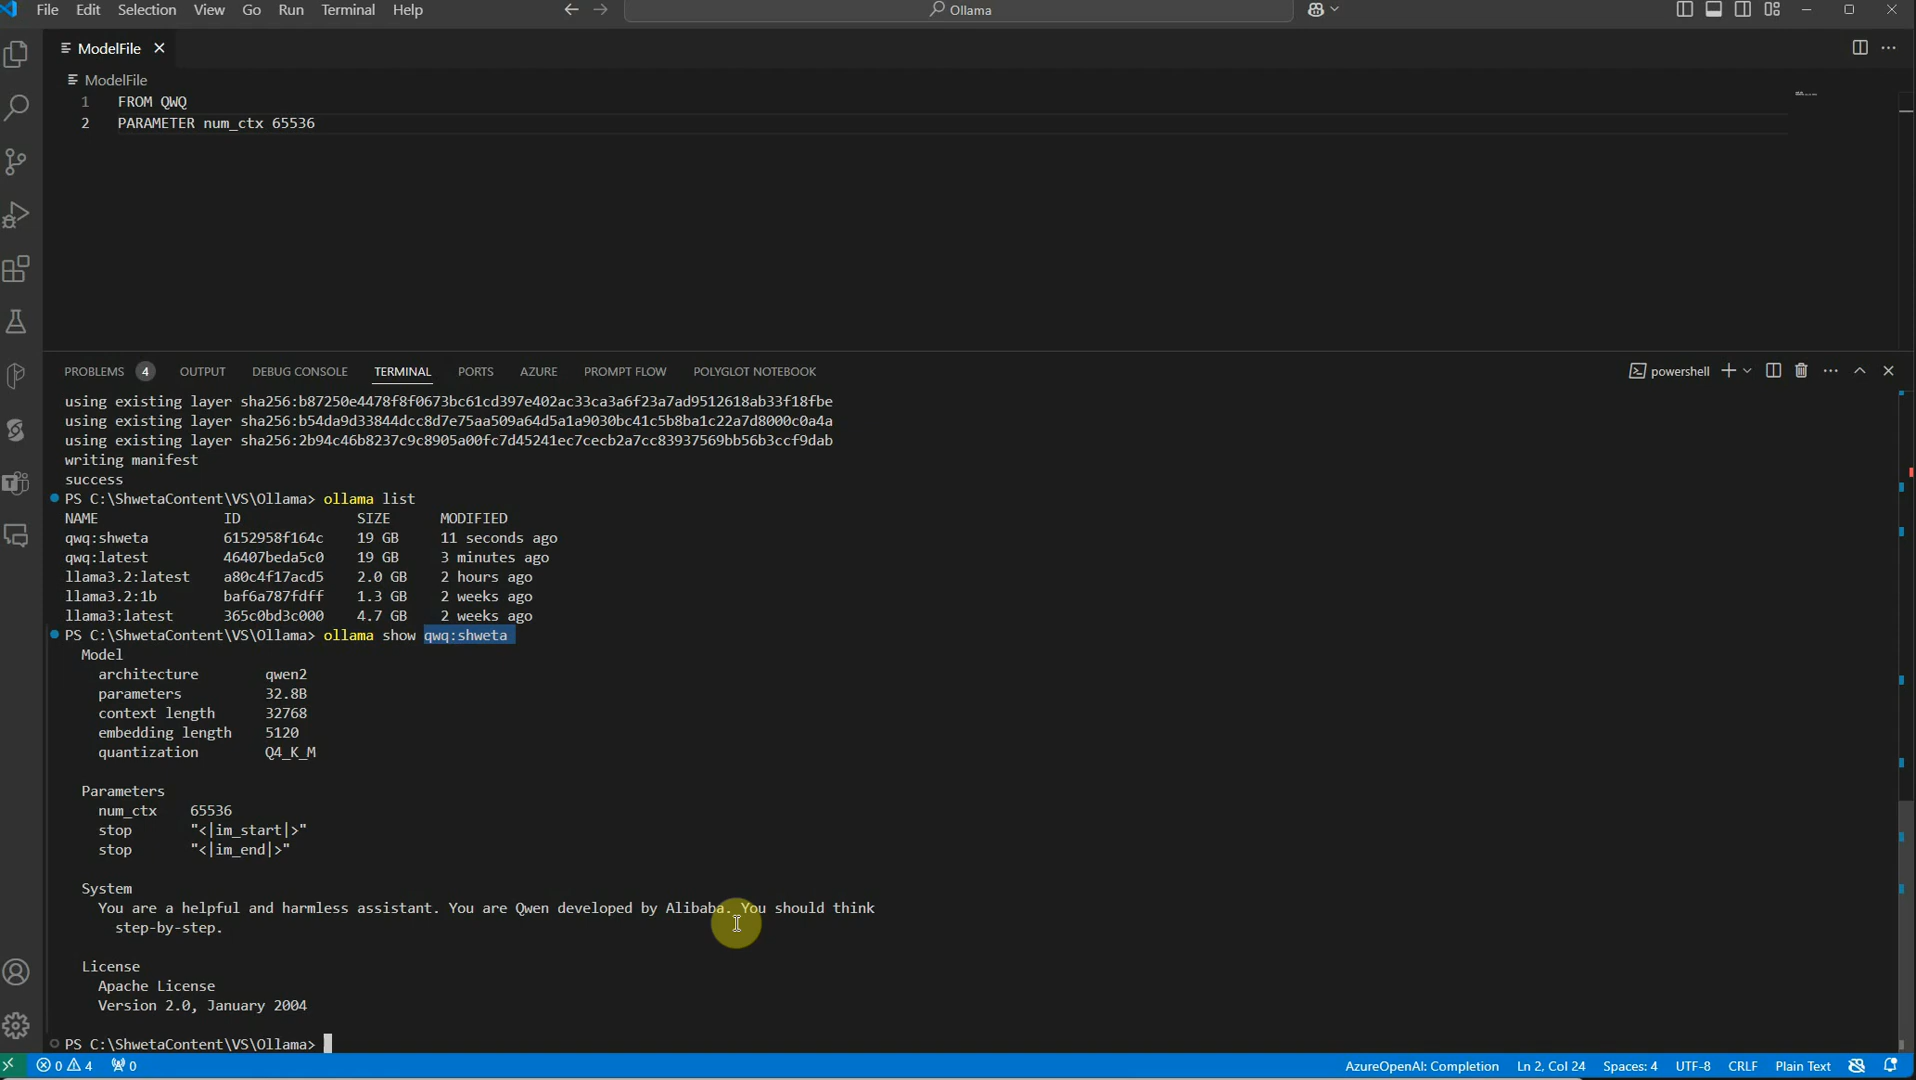 File Edit Selection View Go Run Terminal Help
Ollama
ModelFile
ModelFile
1 FROM QWQ
2 PARAMETER num_ctx 65536
PROBLEMS 4 OUTPUT DEBUG CONSOLE TERMINAL PORTS AZURE PROMPT FLOW POLYGLOT NOTEBOOK
powershell
using existing layer sha256:b87250e4478f8f0673bc61cd397e402ac33ca3a6f23a7ad9512618ab33f18fbe
using existing layer sha256:b54da9d33844dcc8d7e75aa509a64d5a1a9030bc41c5b8ba1c22a7d8000c0a4a
using existing layer sha256:2b94c46b8237c9c8905a00fc7d45241ec7cecb2a7cc83937569bb56b3ccf9dab
writing manifest
success
PS C:\ShwetaContent\VS\Ollama> ollama list
NAME ID SIZE MODIFIED
qwq:shweta 6152958f164c 19 GB 11 seconds ago
qwq:latest 46407beda5c0 19 GB 3 minutes ago
llama3.2:latest a80c4f17acd5 2.0 GB 2 hours ago
llama3.2:1b baf6a787fdff 1.3 GB 2 weeks ago
llama3:latest 365c0bd3c000 4.7 GB 2 weeks ago
PS C:\ShwetaContent\VS\Ollama> ollama show qwq:shweta
Model
architecture qwen2
parameters 32.8B
context length 32768
embedding length 5120
quantization Q4_K_M
Parameters
num_ctx 65536
stop "<|im_start|>"
stop "<|im_end|>"
System
You are a helpful and harmless assistant. You are Qwen developed by Alibaba. You should think
step-by-step.
License
Apache License
Version 2.0, January 2004
PS C:\ShwetaContent\VS\Ollama>
0 4 0 AzureOpenAI: Completion Ln 2, Col 24 Spaces: 4 UTF-8 CRLF Plain Text